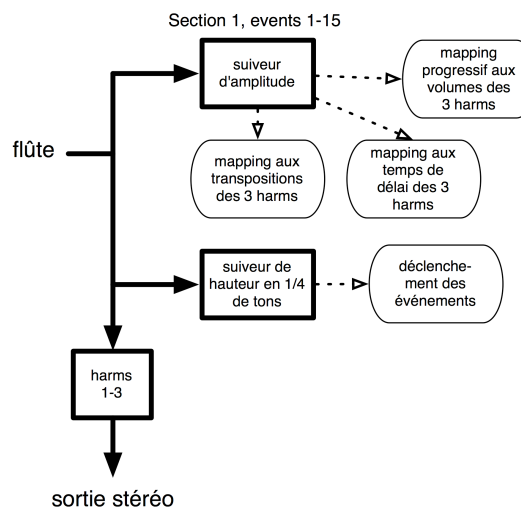 Section 1, events 1-15
suiveur
d'amplitude
mapping
progressif aux
volumes des
3 harms
flûte
mapping aux
transpositions
des 3 harms
mapping aux
temps de
délai des 3
harms
suiveur de
hauteur en 1/4
de tons
déclenche-
ment des
événements
harms
1-3
sortie stéréo